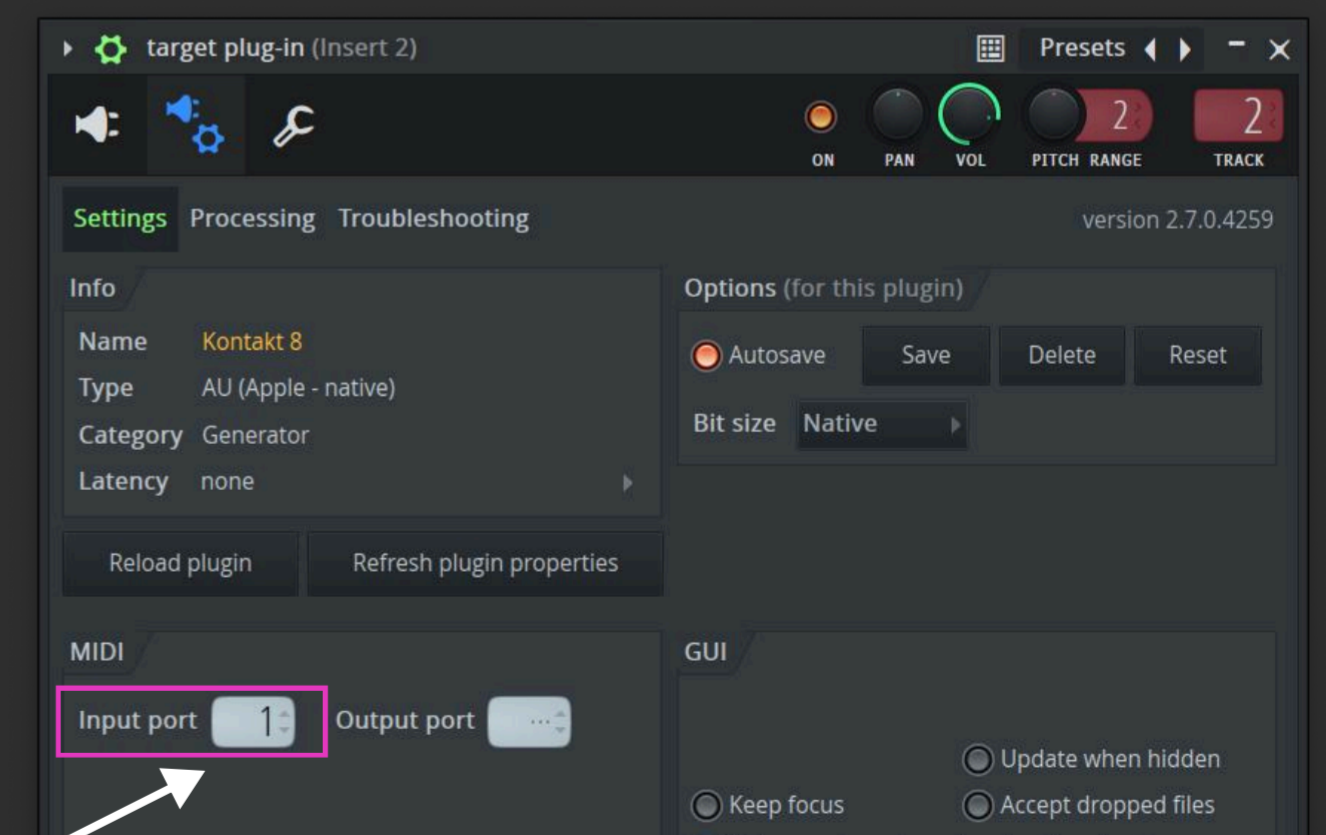 target plug-in (Insert 2)
Presets
2
2
ON
PAN
VOL
PITCH RANGE
TRACK
Settings Processing Troubleshooting
version 2.7.0.4259
Info
Name Kontakt 8
Type AU (Apple - native)
Category Generator
Latency none
Options (for this plugin)
Autosave Save Delete Reset
Bit size Native
Reload plugin Refresh plugin properties
MIDI
Input port 1 Output port ...
GUI
Update when hidden
Keep focus Accept dropped files